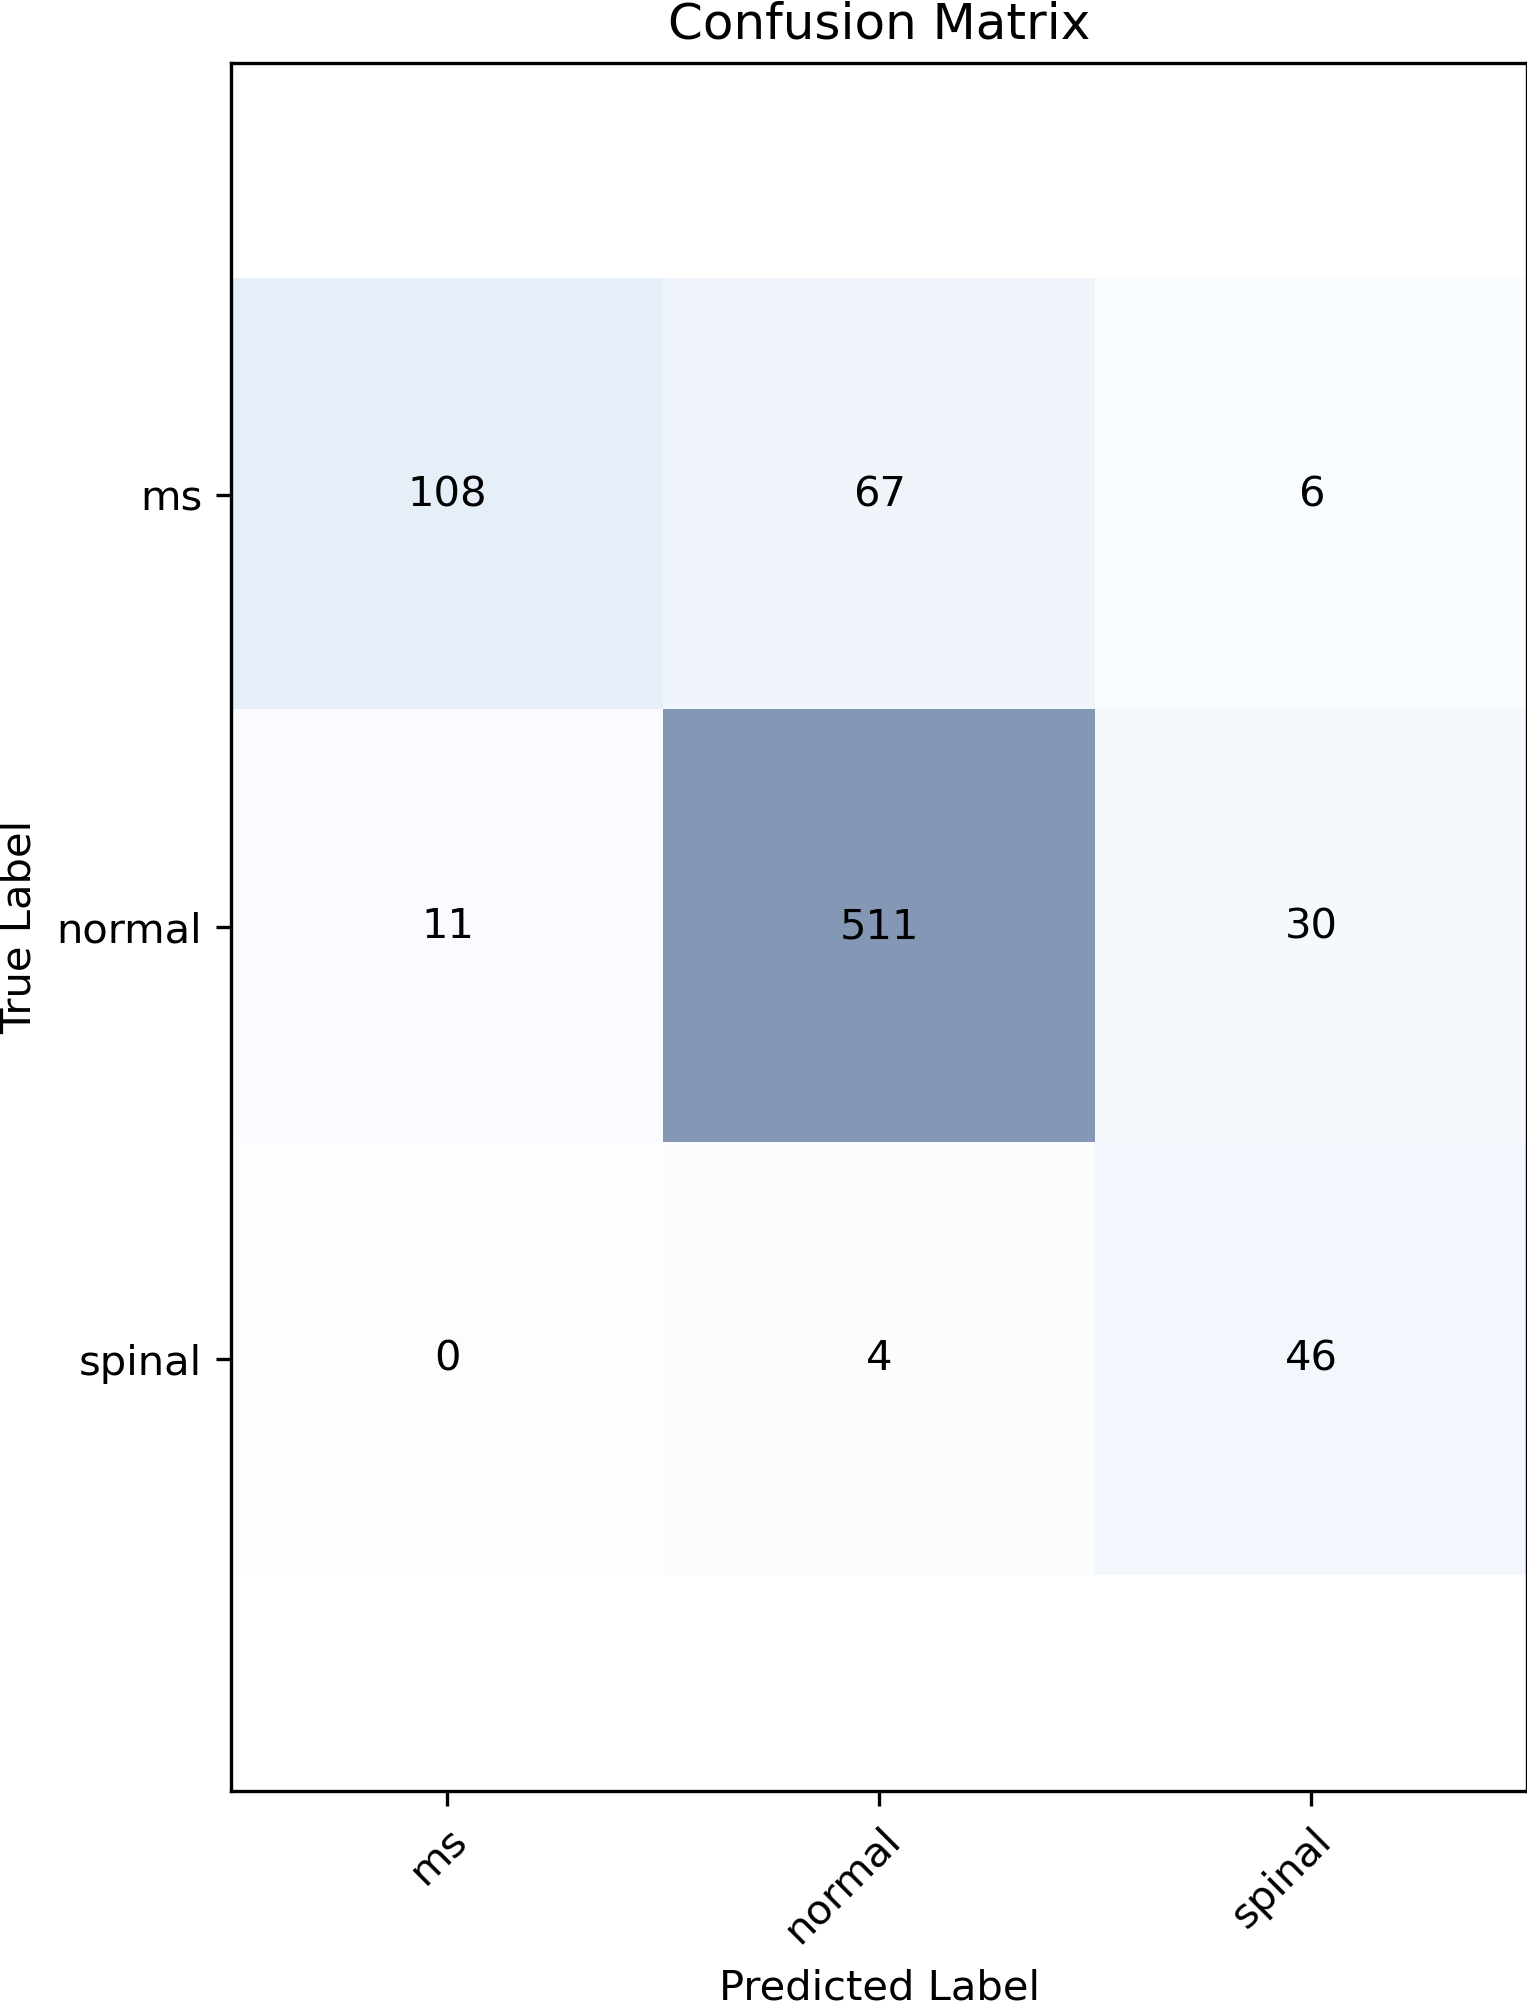 Confusion Matrix
ms 108 67 6
normal 11 511 30
spinal 0 4 46
True Label
ms normal spinal
Predicted Label